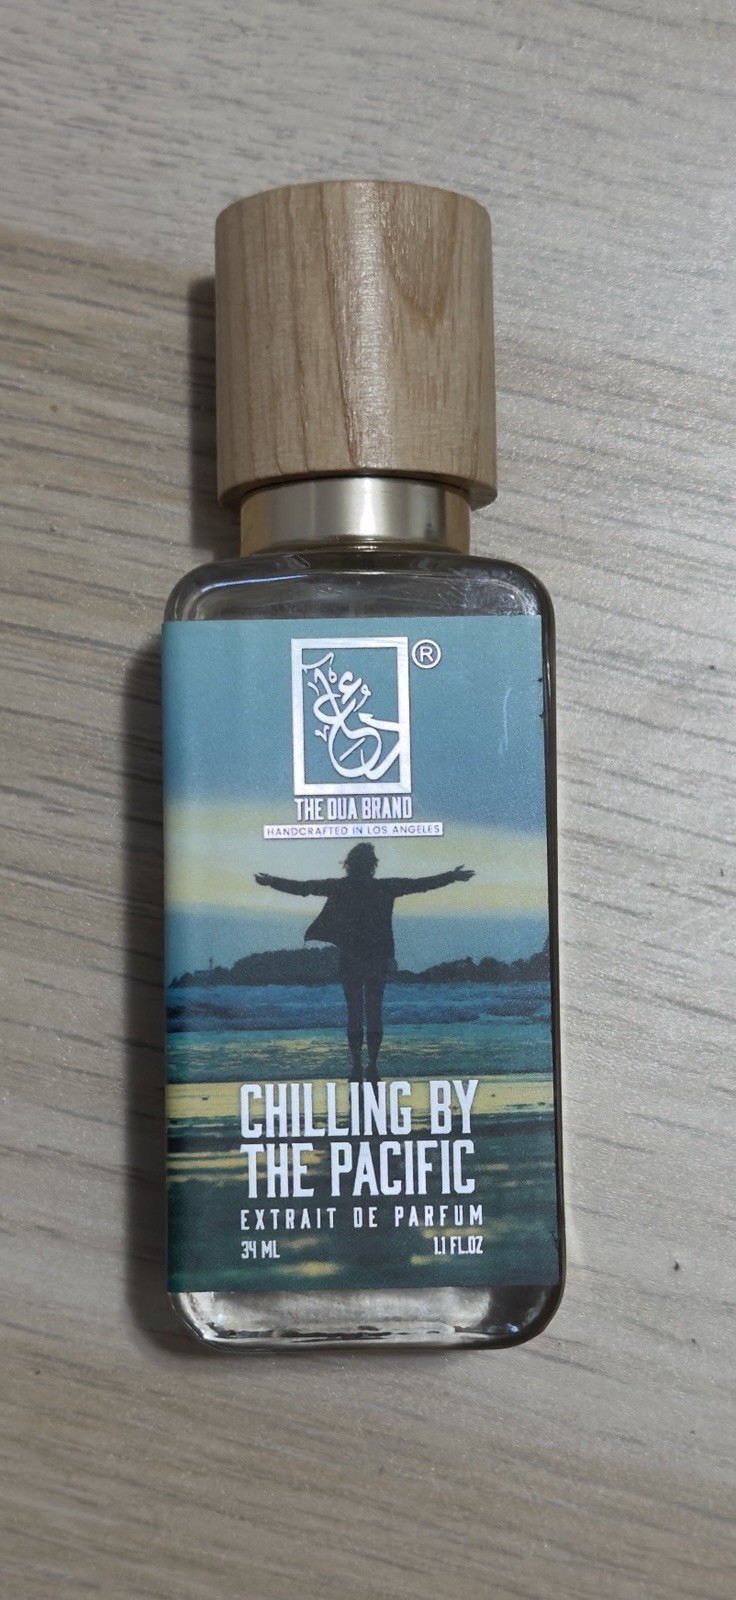 ®
THE DUA BRAND
HANDCRAFTED IN LOS ANGELES
CHILLING BY
THE PACIFIC
EXTRAIT DE PARFUM
34 ML 1.1 FL.OZ